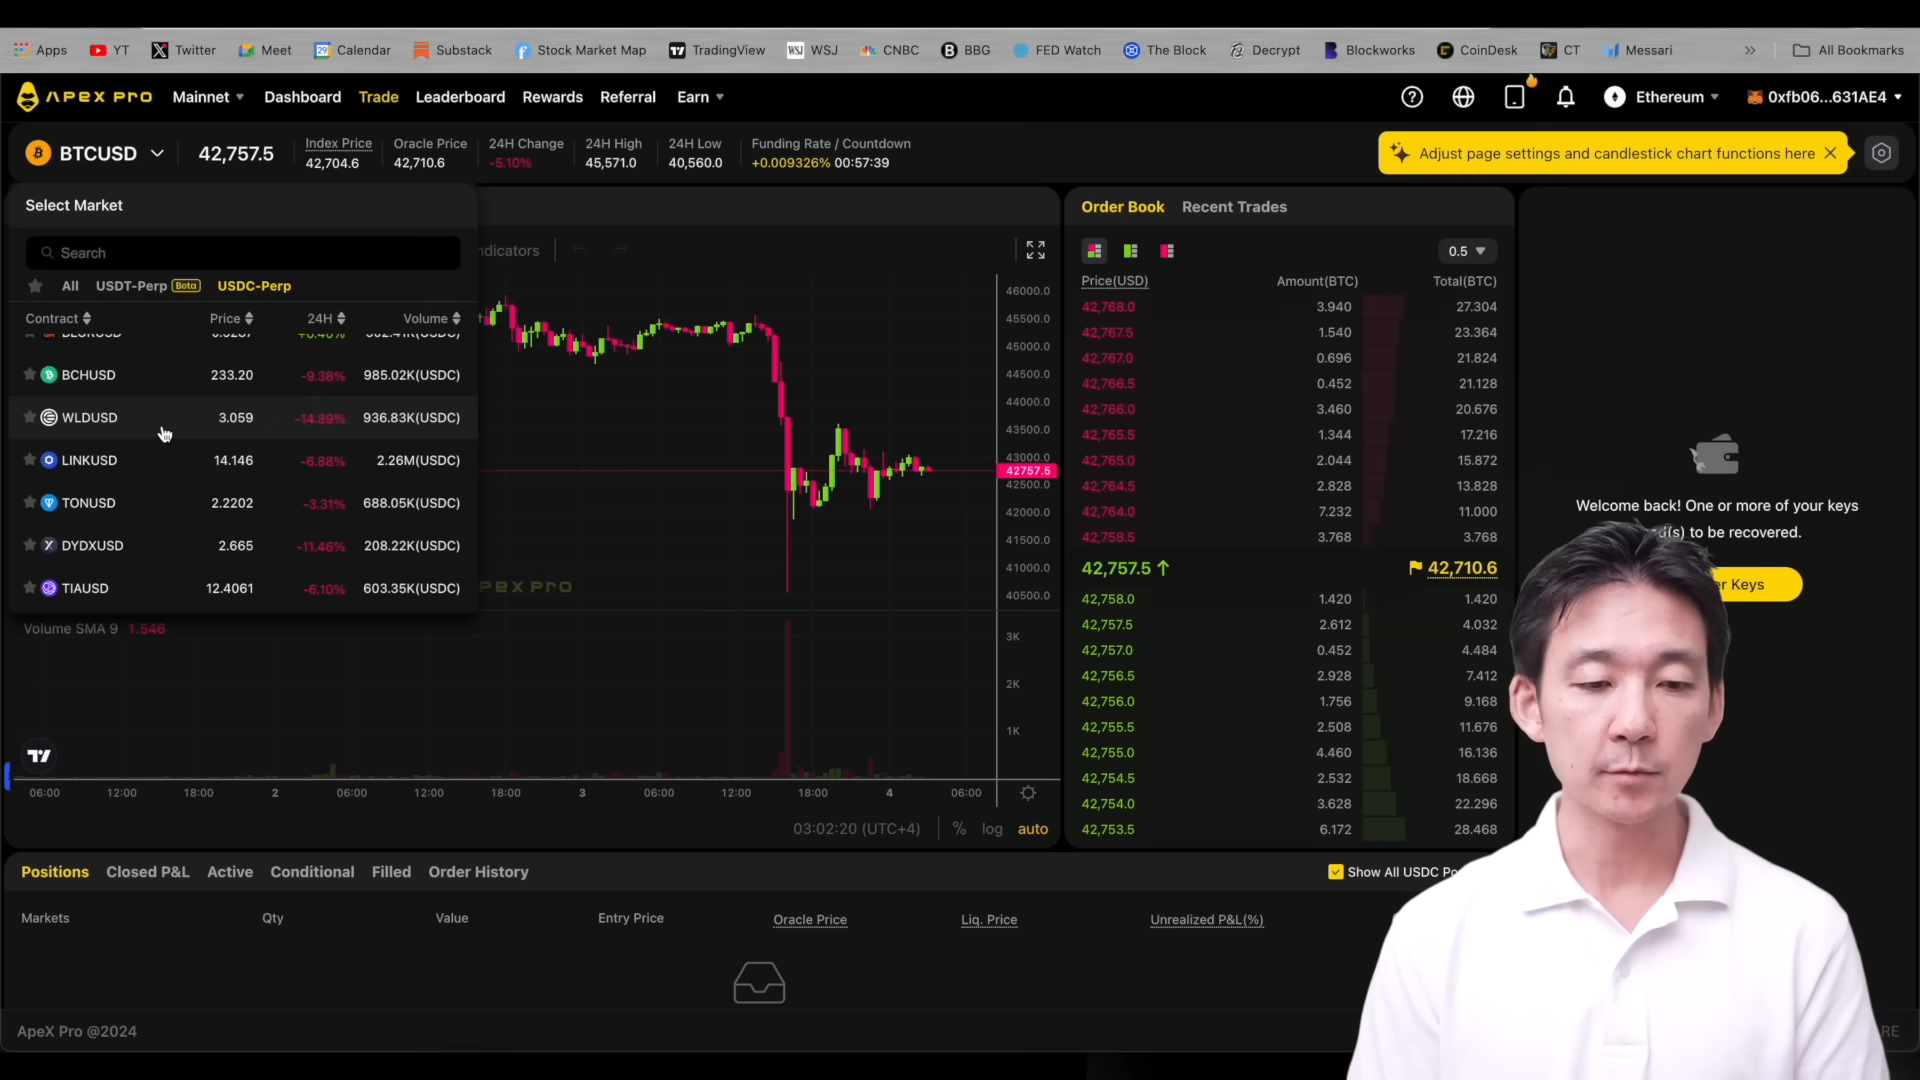 Apps YT Twitter Meet Calendar Substack Stock Market Map TradingView WSJ CNBC BBG FED Watch The Block Decrypt Blockworks CoinDesk CT Messari All Bookmarks
APEX PRO Mainnet Dashboard Trade Leaderboard Rewards Referral Earn Ethereum 0xfb06...631AE4
BTCUSD 42,757.5
Index Price Oracle Price 24H Change 24H High 24H Low Funding Rate / Countdown
42,704.6 42,710.6 -5.10% 45,571.0 40,560.0 +0.009326% 00:57:39
Adjust page settings and candlestick chart functions here
Select Market
Search
All USDT-Perp Beta USDC-Perp
Contract Price 24H Volume
BCHUSD 233.20 -9.38% 985.02K(USDC)
WLDUSD 3.059 -14.89% 936.83K(USDC)
LINKUSD 14.146 -6.88% 2.26M(USDC)
TONUSD 2.2202 -3.31% 688.05K(USDC)
DYDXUSD 2.665 -11.46% 208.22K(USDC)
TIAUSD 12.4061 -6.10% 603.35K(USDC)
ndicators
46000.0
45500.0
45000.0
44500.0
44000.0
43500.0
43000.0
42757.5
42500.0
42000.0
41500.0
41000.0
40500.0
pex pro
Volume SMA 9 1.546
3K
2K
1K
06:00 12:00 18:00 2 06:00 12:00 18:00 3 06:00 12:00 18:00 4 06:00
03:02:20 (UTC+4) % log auto
Order Book Recent Trades
0.5
Price(USD) Amount(BTC) Total(BTC)
42,768.0 3.940 27.304
42,767.5 1.540 23.364
42,767.0 0.696 21.824
42,766.5 0.452 21.128
42,766.0 3.460 20.676
42,765.5 1.344 17.216
42,765.0 2.044 15.872
42,764.5 2.828 13.828
42,764.0 7.232 11.000
42,758.5 3.768 3.768
42,757.5 42,710.6
42,758.0 1.420 1.420
42,757.5 2.612 4.032
42,757.0 0.452 4.484
42,756.5 2.928 7.412
42,756.0 1.756 9.168
42,755.5 2.508 11.676
42,755.0 4.460 16.136
42,754.5 2.532 18.668
42,754.0 3.628 22.296
42,753.5 6.172 28.468
Welcome back! One or more of your keys
to be recovered.
Keys
Positions Closed P&L Active Conditional Filled Order History
Show All USDC
Markets Qty Value Entry Price Oracle Price Liq. Price Unrealized P&L(%)
ApeX Pro @2024